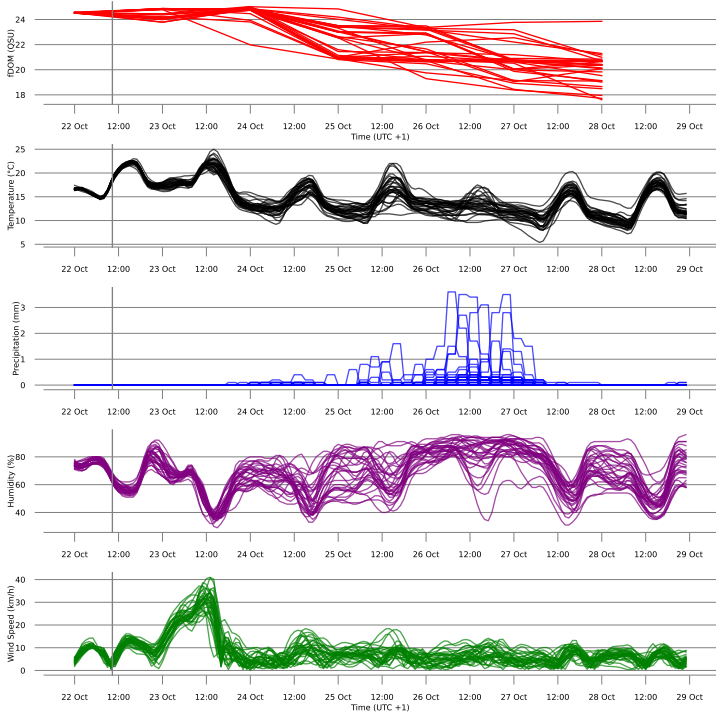 fDOM (QSU)
24
22
20
18
22 Oct 12:00 23 Oct 12:00 24 Oct 12:00 25 Oct 12:00 26 Oct 12:00 27 Oct 12:00 28 Oct 12:00 29 Oct
Time (UTC +1)
Temperature (°C)
25
20
15
10
5
22 Oct 12:00 23 Oct 12:00 24 Oct 12:00 25 Oct 12:00 26 Oct 12:00 27 Oct 12:00 28 Oct 12:00 29 Oct
Precipitation (mm)
3
2
1
0
22 Oct 12:00 23 Oct 12:00 24 Oct 12:00 25 Oct 12:00 26 Oct 12:00 27 Oct 12:00 28 Oct 12:00 29 Oct
Humidity (%)
80
60
40
22 Oct 12:00 23 Oct 12:00 24 Oct 12:00 25 Oct 12:00 26 Oct 12:00 27 Oct 12:00 28 Oct 12:00 29 Oct
Wind Speed (km/h)
40
30
20
10
0
22 Oct 12:00 23 Oct 12:00 24 Oct 12:00 25 Oct 12:00 26 Oct 12:00 27 Oct 12:00 28 Oct 12:00 29 Oct
Time (UTC +1)